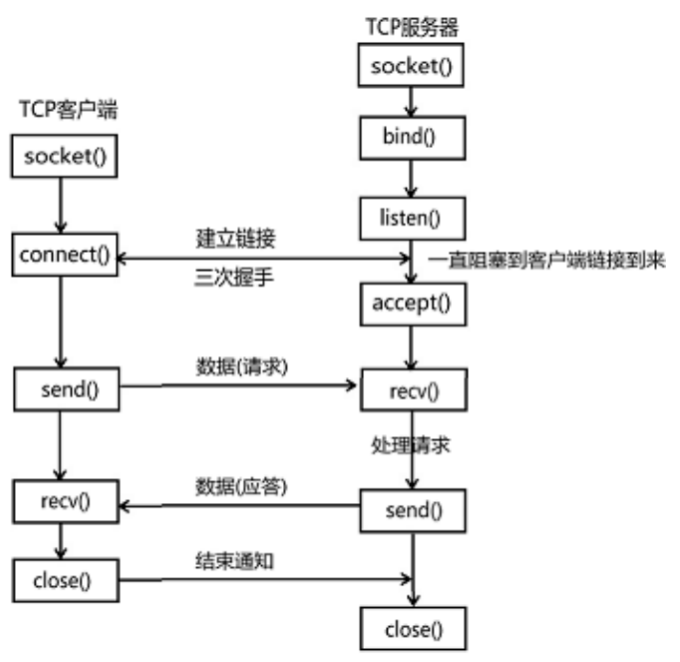 TCP服务器
socket()
TCP客户端
bind()
socket()
listen()
建立链接
connect()
一直阻塞到客户端链接到来
三次握手
accept()
数据(请求)
send()
recv()
处理请求
数据(应答)
recv()
send()
结束通知
close()
close()